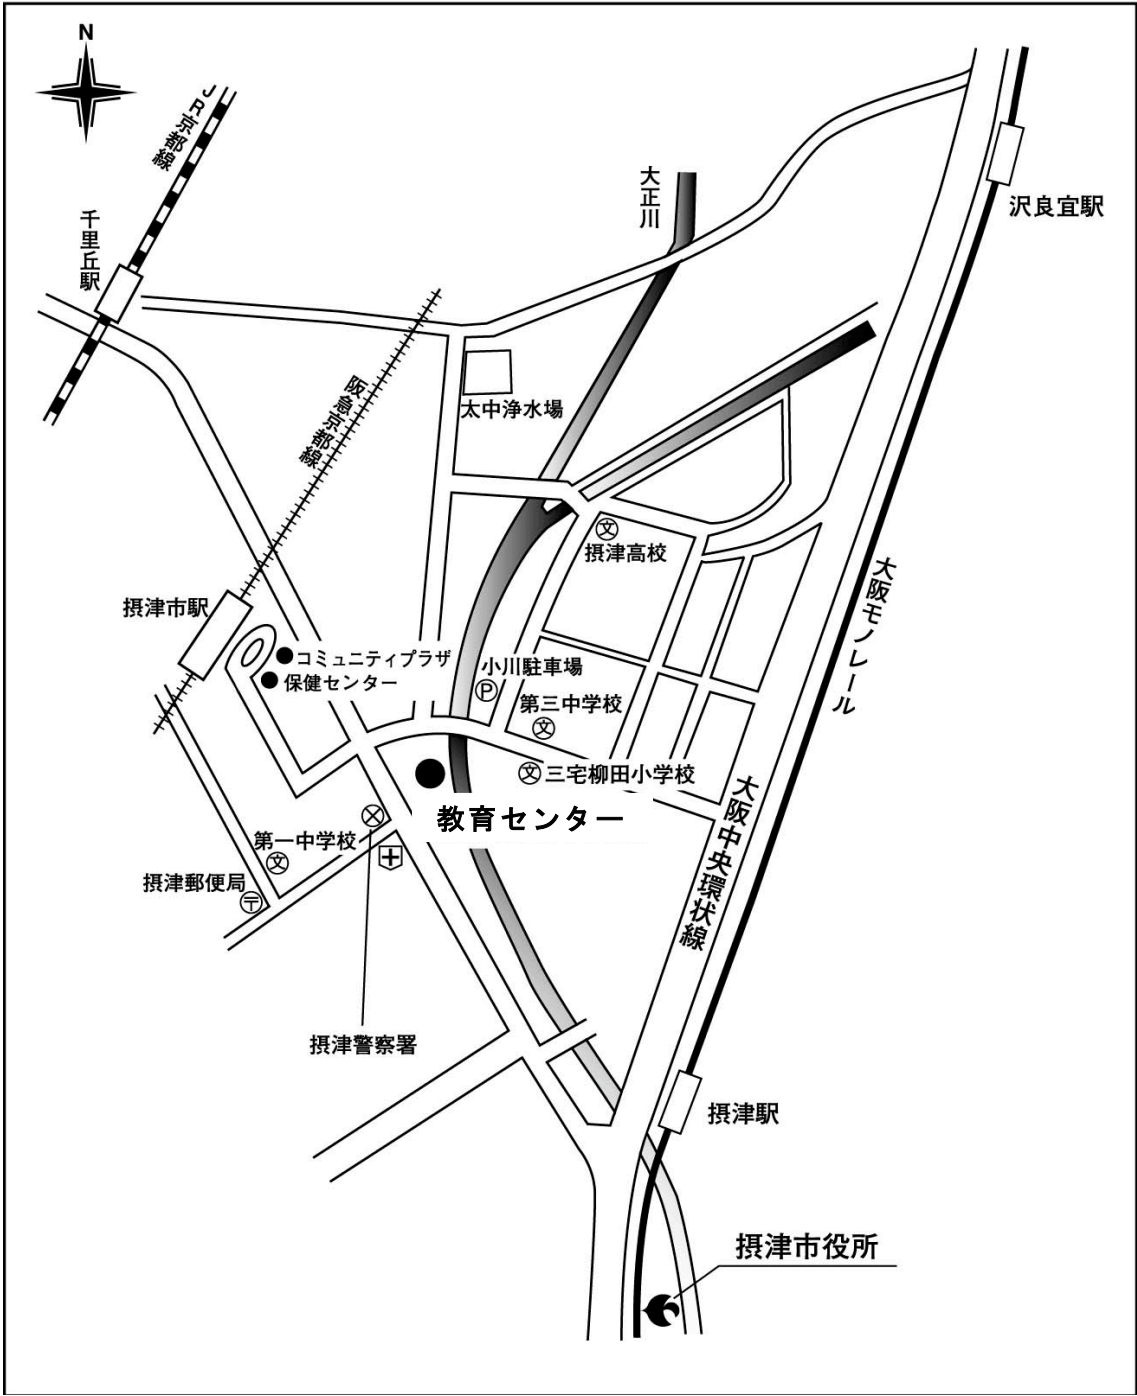 N
JR京都線
千里丘駅
大正川
沢良宜駅
阪急京都線
太中浄水場
文
摂津高校
摂津市駅
大阪モノレール
コミュニティプラザ
保健センター
小川駐車場
P
第三中学校
文
文三宅柳田小学校
教育センター
大阪中央環状線
第一中学校
文
摂津郵便局
〒
摂津警察署
摂津駅
摂津市役所